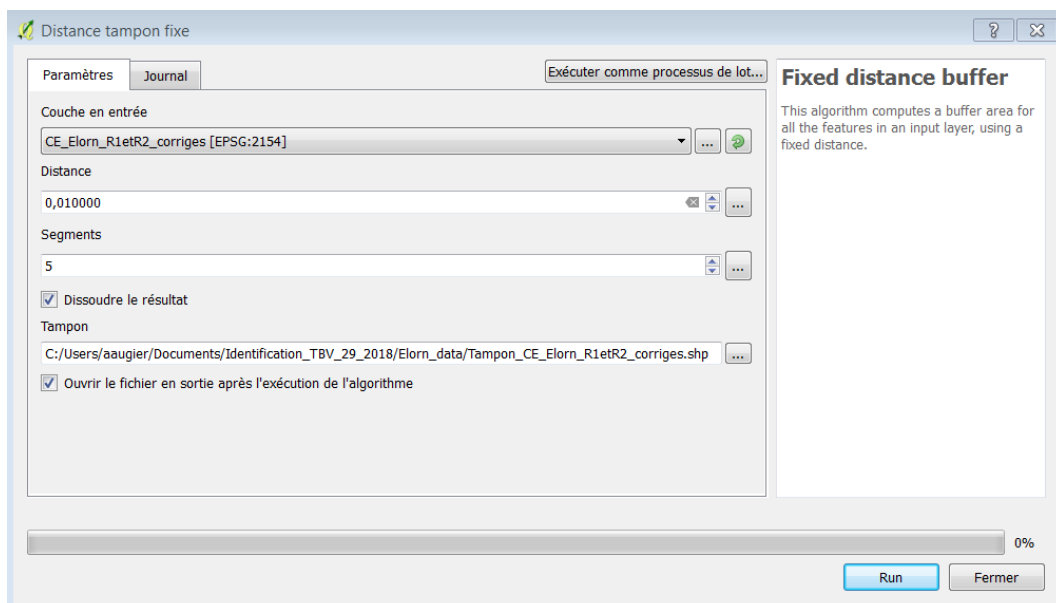 Distance tampon fixe
Paramètres
Journal
Exécuter comme processus de lot...
Couche en entrée
CE_Elorn_R1etR2_corriges [EPSG:2154]
...
Distance
0,010000
...
Segments
5
...
Dissoudre le résultat
Tampon
C:/Users/aaugier/Documents/Identification_TBV_29_2018/Elorn_data/Tampon_CE_Elorn_R1etR2_corriges.shp
...
Ouvrir le fichier en sortie après l'exécution de l'algorithme
Fixed distance buffer
This algorithm computes a buffer area for
all the features in an input layer, using a
fixed distance.
0%
Run
Fermer